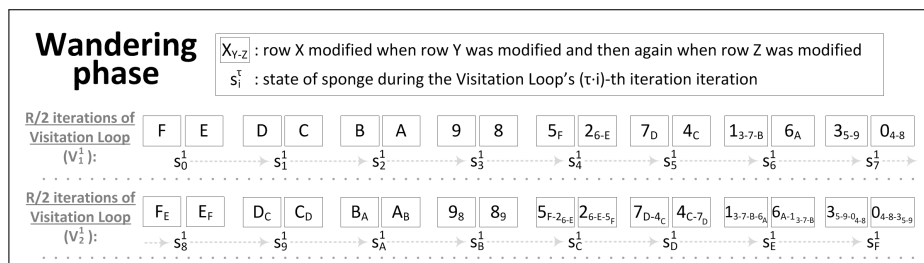 Wandering phase
X_Y-Z : row X modified when row Y was modified and then again when row Z was modified
s_i^τ : state of sponge during the Visitation Loop's (τ·i)-th iteration iteration
R/2 iterations of Visitation Loop (V_1^1):
F E D C B A 9 8 5_F 2_6-E 7_D 4_C 1_3-7-B 6_A 3_5-9 0_4-8
s_0^1 s_1^1 s_2^1 s_3^1 s_4^1 s_5^1 s_6^1 s_7^1
R/2 iterations of Visitation Loop (V_2^1):
F_E E_F D_C C_D B_A A_B 9_8 8_9 5_F-2_6-E 2_6-E-5_F 7_D-4_C 4_C-7_D 1_3-7-B-6_A 6_A-1_3-7-B 3_5-9-0_4-8 0_4-8-3_5-9
s_8^1 s_9^1 s_A^1 s_B^1 s_C^1 s_D^1 s_E^1 s_F^1